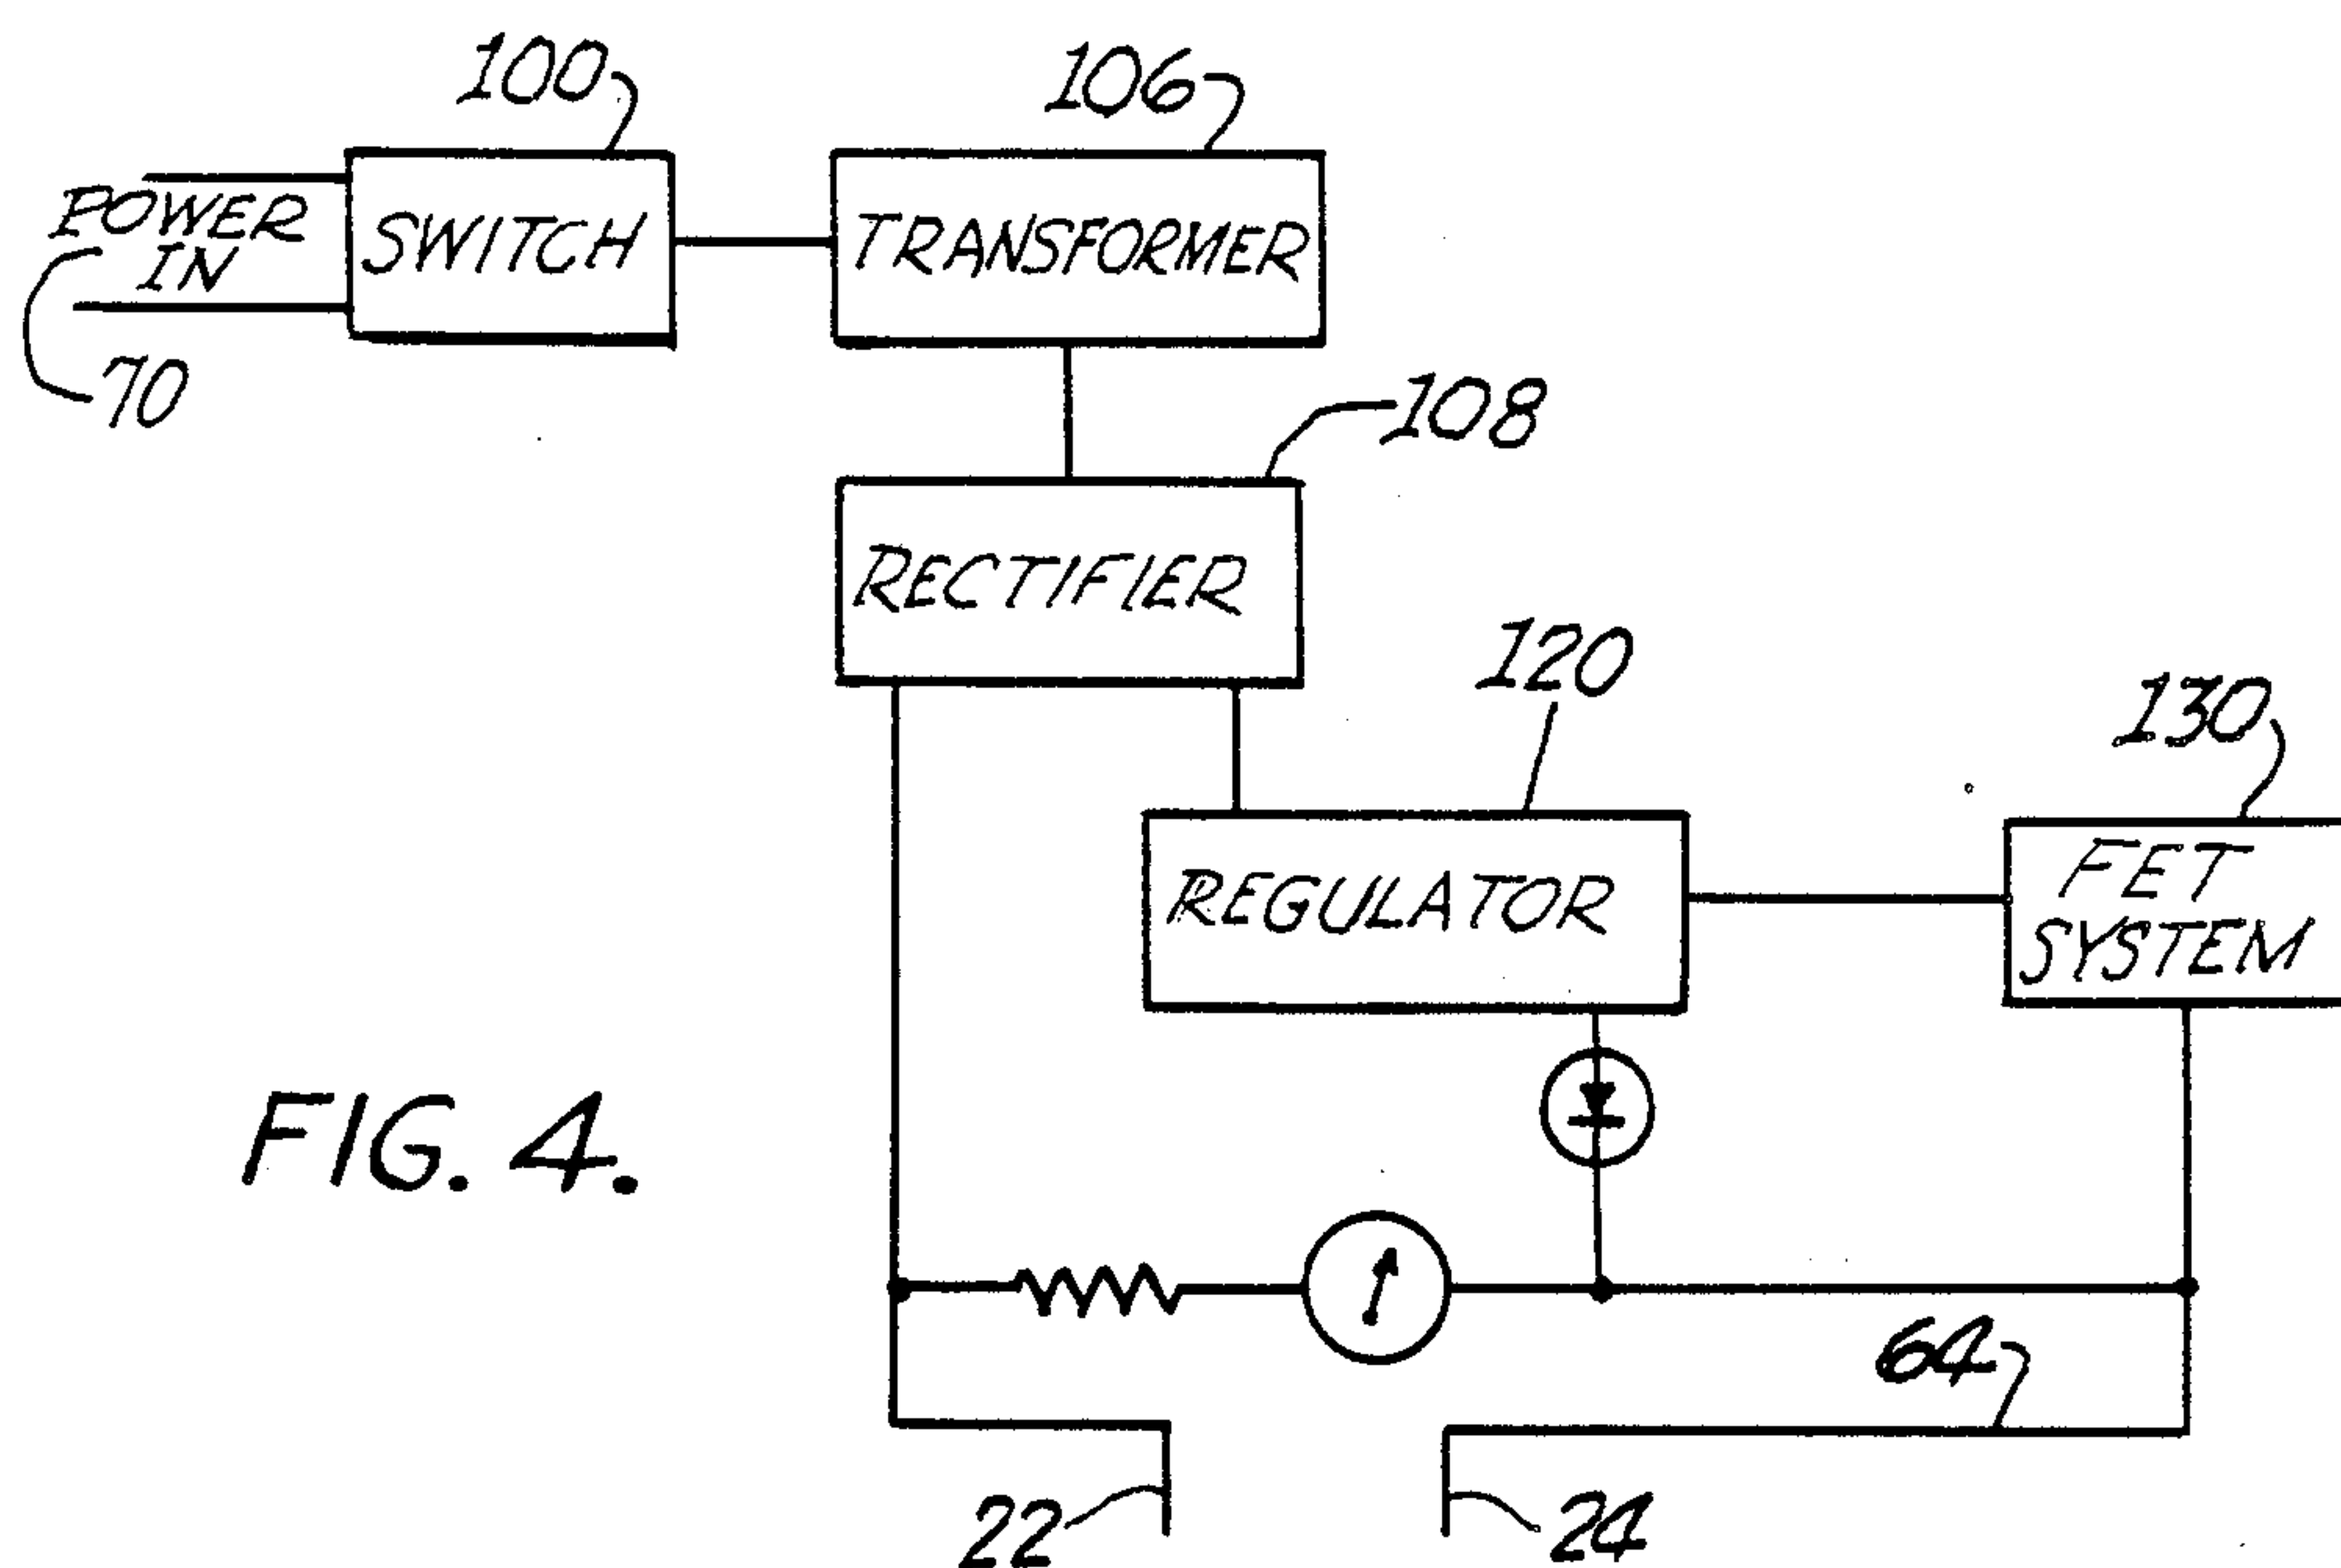 100
106
POWER
IN
SWITCH
TRANSFORMER
70
108
RECTIFIER
120
130
REGULATOR
FET
SYSTEM
FIG. 4.
64
22
24